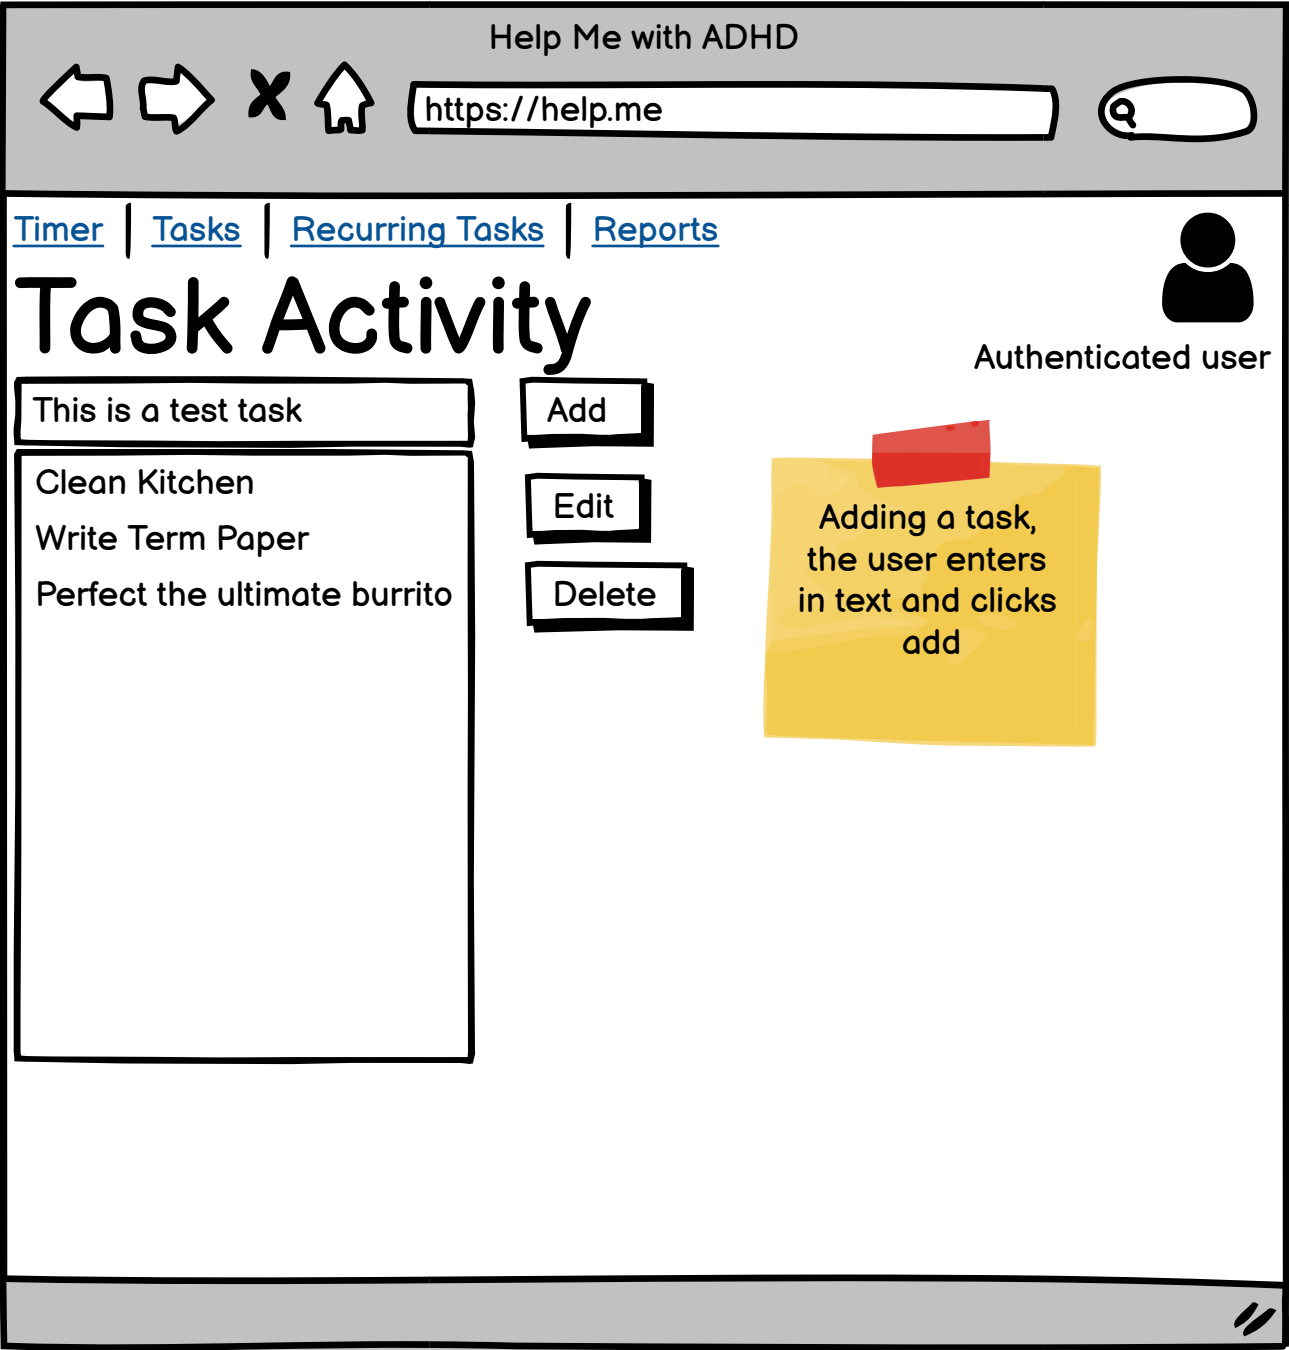 Help Me with ADHD
https://help.me
Timer
Tasks
Recurring Tasks
Reports
Task Activity
Authenticated user
This is a test task
Add
Clean Kitchen
Write Term Paper
Perfect the ultimate burrito
Edit
Delete
Adding a task,
the user enters
in text and clicks
add